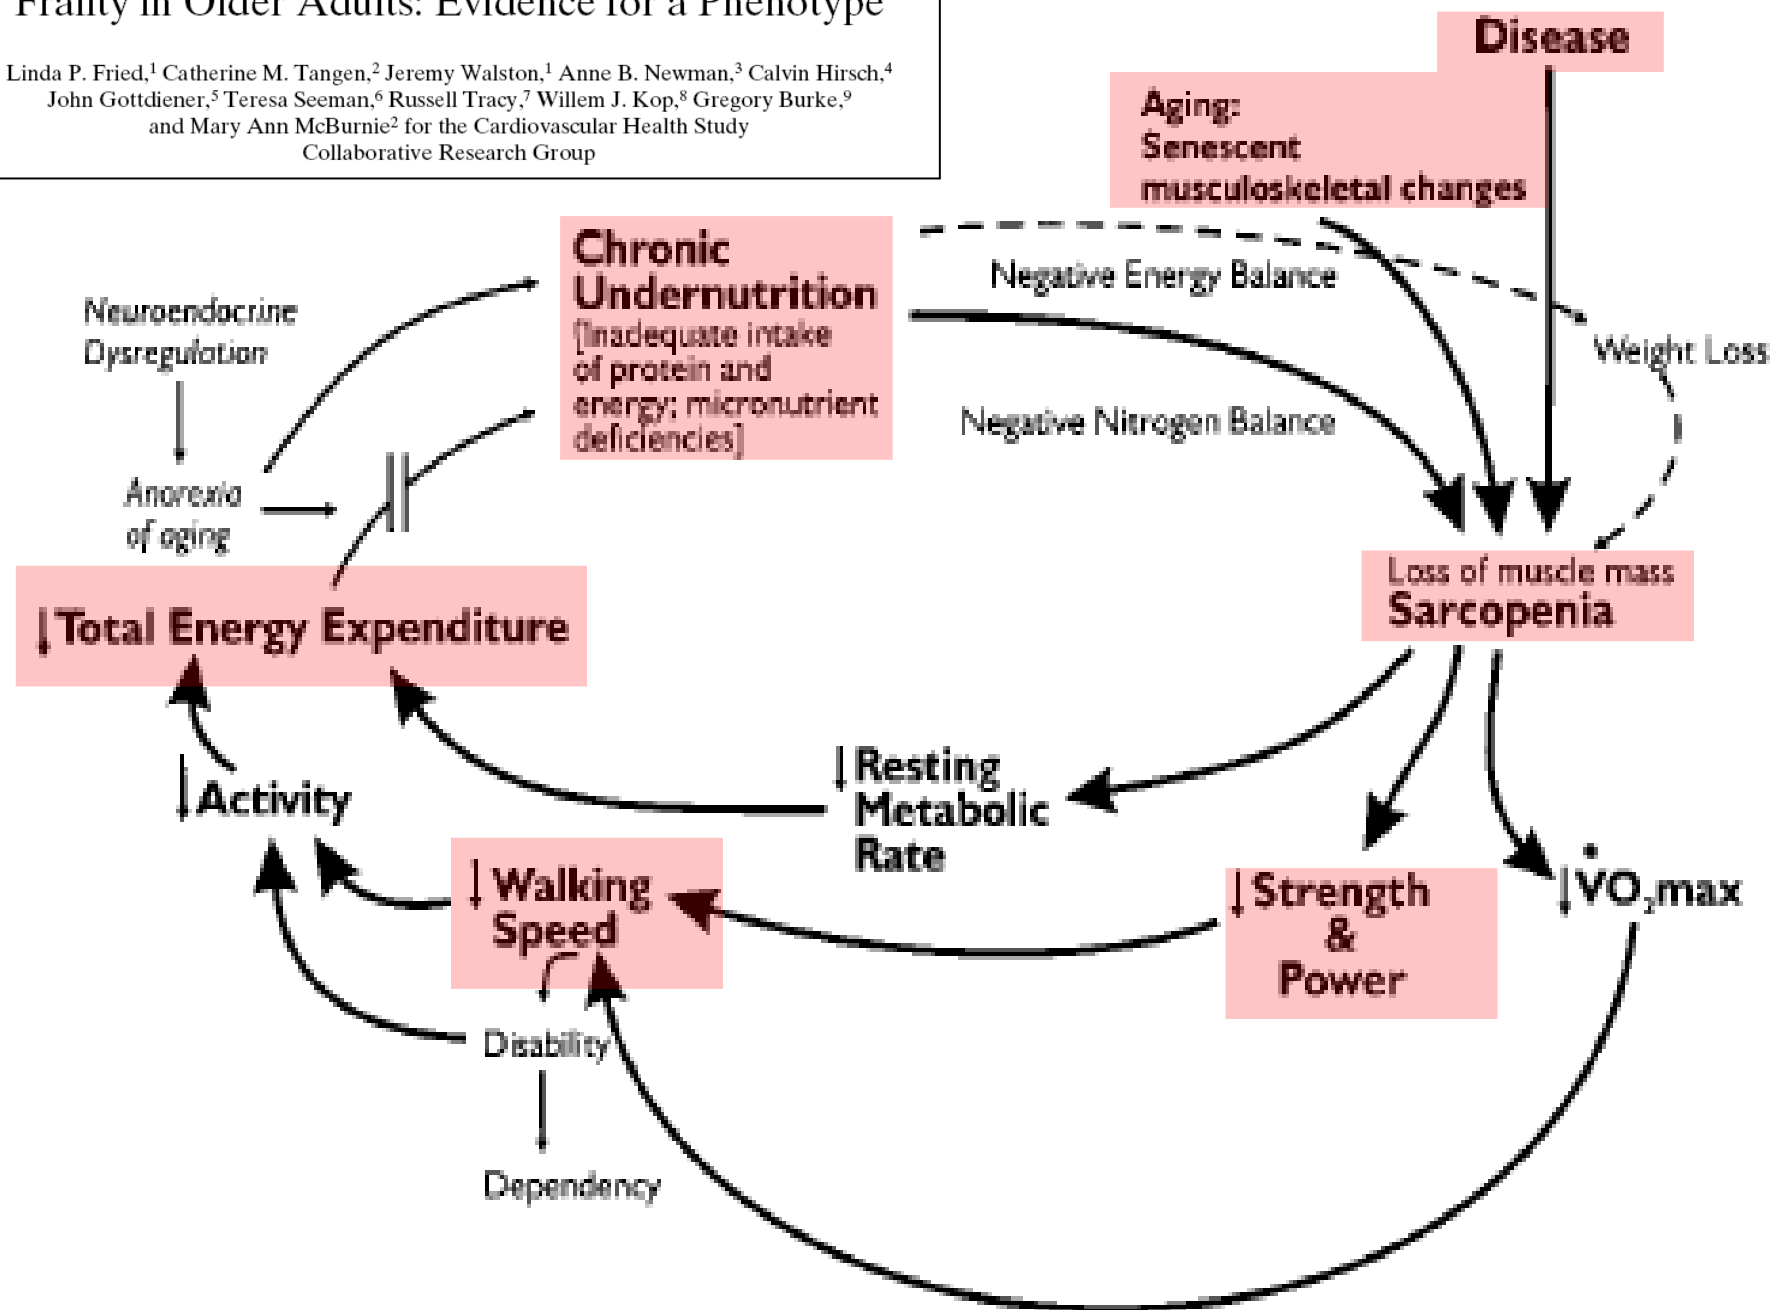 Frailty in Older Adults: Evidence for a Phenotype
Linda P. Fried,¹ Catherine M. Tangen,² Jeremy Walston,¹ Anne B. Newman,³ Calvin Hirsch,⁴
John Gottdiener,⁵ Teresa Seeman,⁶ Russell Tracy,⁷ Willem J. Kop,⁸ Gregory Burke,⁹
and Mary Ann McBurnie² for the Cardiovascular Health Study
Collaborative Research Group
Disease
Aging:
Senescent
musculoskeletal changes
Chronic
Undernutrition
[Inadequate intake
of protein and
energy; micronutrient
deficiencies]
Negative Energy Balance
Neuroendocrine
Dysregulation
Weight Loss
Negative Nitrogen Balance
Anorexia
of aging
Loss of muscle mass
Sarcopenia
↓Total Energy Expenditure
↓Resting
Metabolic
Rate
↓Activity
↓Walking
Speed
↓Strength
&
Power
↓V̇O₂max
Disability
Dependency